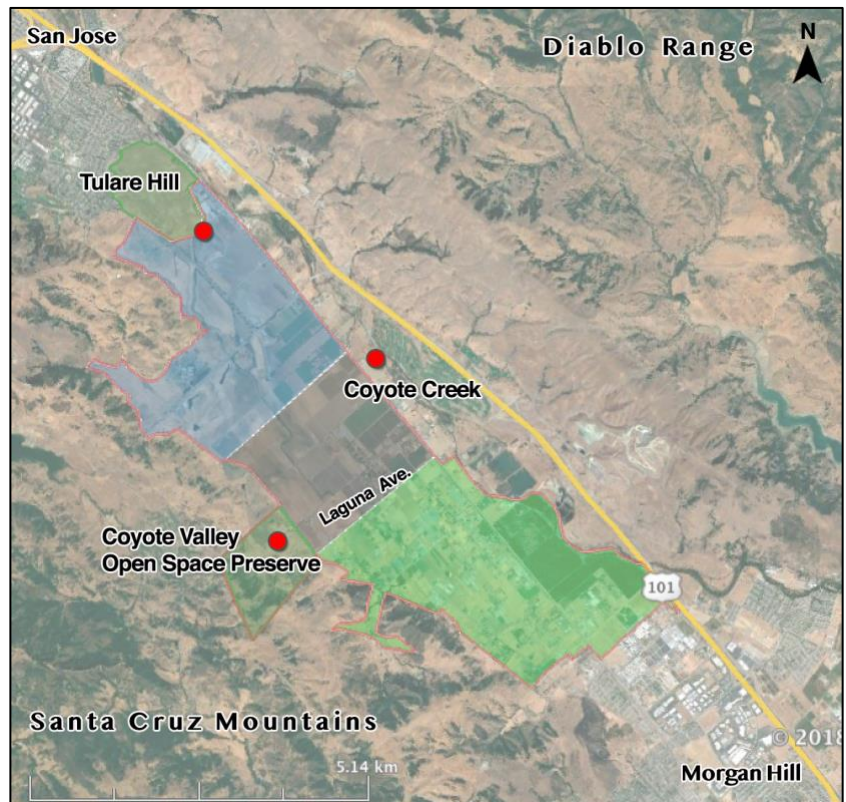 San Jose
Diablo Range
N
Tulare Hill
Coyote Creek
Laguna Ave.
Coyote Valley
Open Space Preserve
101
Santa Cruz Mountains
© 2018
5.14 km
Morgan Hill